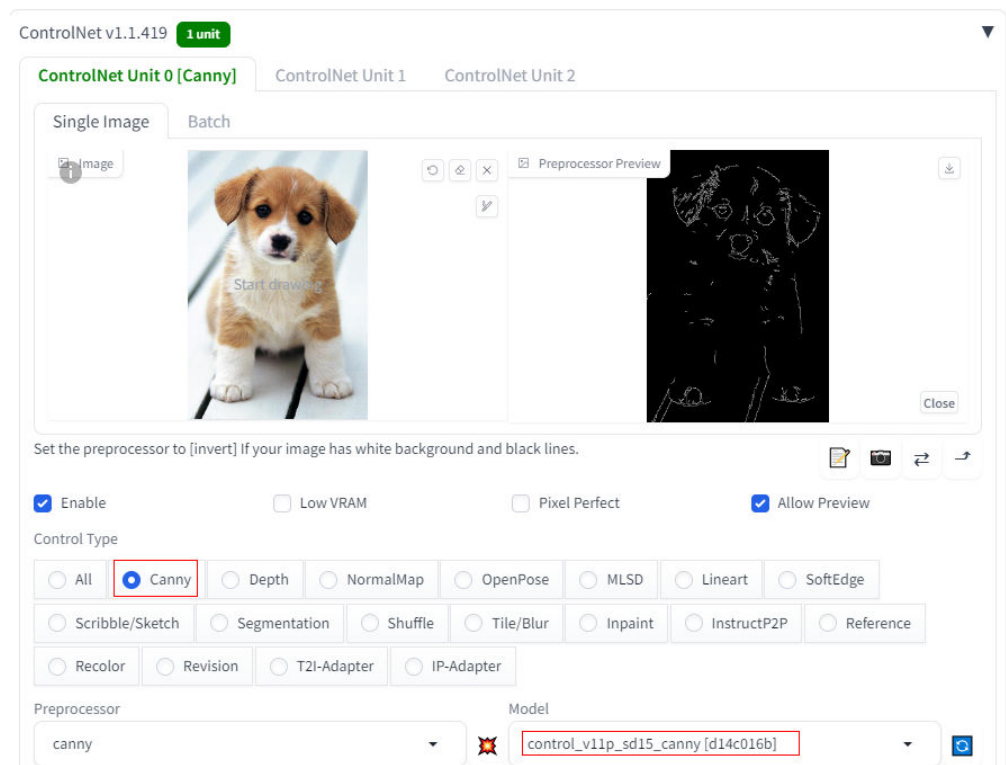 ControlNet v1.1.419 1 unit
ControlNet Unit 0 [Canny] ControlNet Unit 1 ControlNet Unit 2
Single Image Batch
Image Preprocessor Preview
Start drawing
Close
Set the preprocessor to [invert] If your image has white background and black lines.
Enable Low VRAM Pixel Perfect Allow Preview
Control Type
All Canny Depth NormalMap OpenPose MLSD Lineart SoftEdge
Scribble/Sketch Segmentation Shuffle Tile/Blur Inpaint InstructP2P Reference
Recolor Revision T2I-Adapter IP-Adapter
Preprocessor Model
canny control_v11p_sd15_canny [d14c016b]